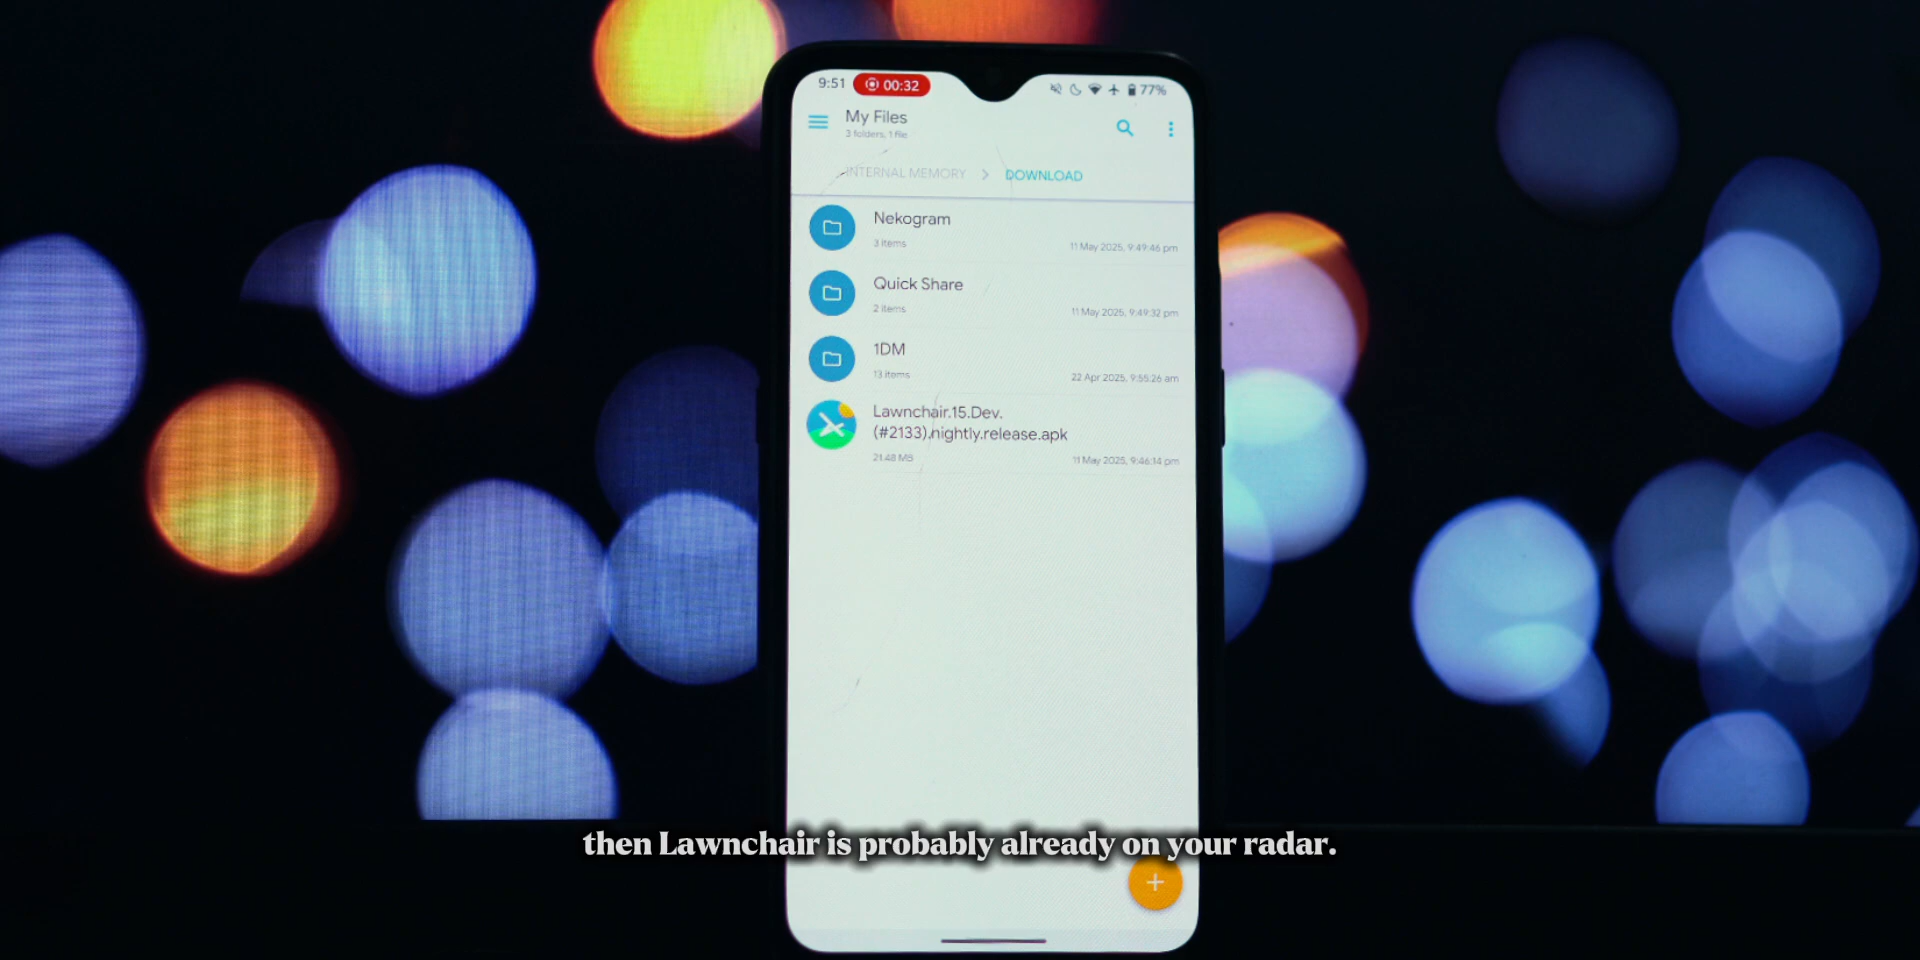 9:51 00:32 77%
My Files
3 folders, 1 file
INTERNAL MEMORY > DOWNLOAD
Nekogram
3 items 11 May 2025, 9:49:46 pm
Quick Share
2 items 11 May 2025, 9:49:32 pm
1DM
13 items 22 Apr 2025, 9:55:26 am
Lawnchair.15.Dev.
(#2133).nightly.release.apk
21.48 MB 11 May 2025, 9:46:14 pm
then Lawnchair is probably already on your radar.